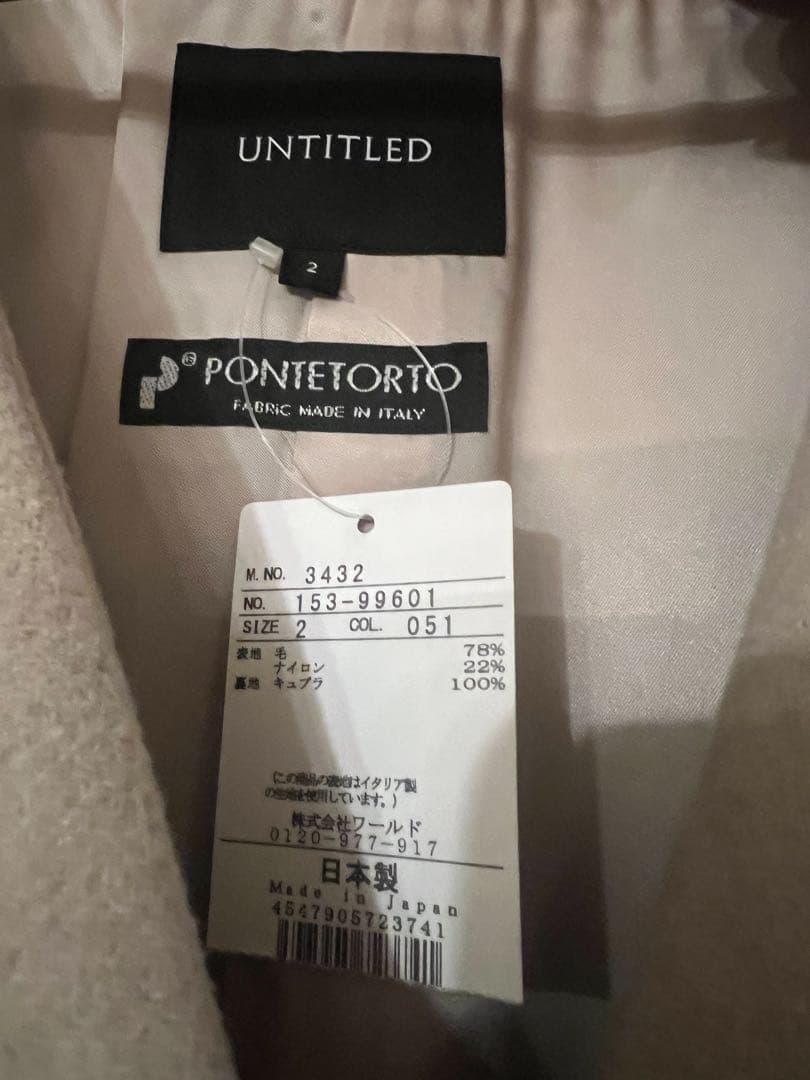 UNTITLED
2
PONTETORTO
FABRIC MADE IN ITALY
M. NO. 3432
NO. 153-99601
SIZE 2 COL. 051
表地 毛 78%
ナイロン 22%
裏地 キュプラ 100%
(この商品の表地はイタリア製
の生地を使用しています。)
株式会社ワールド
0120-977-917
日本製
Made in Japan
4547905723741